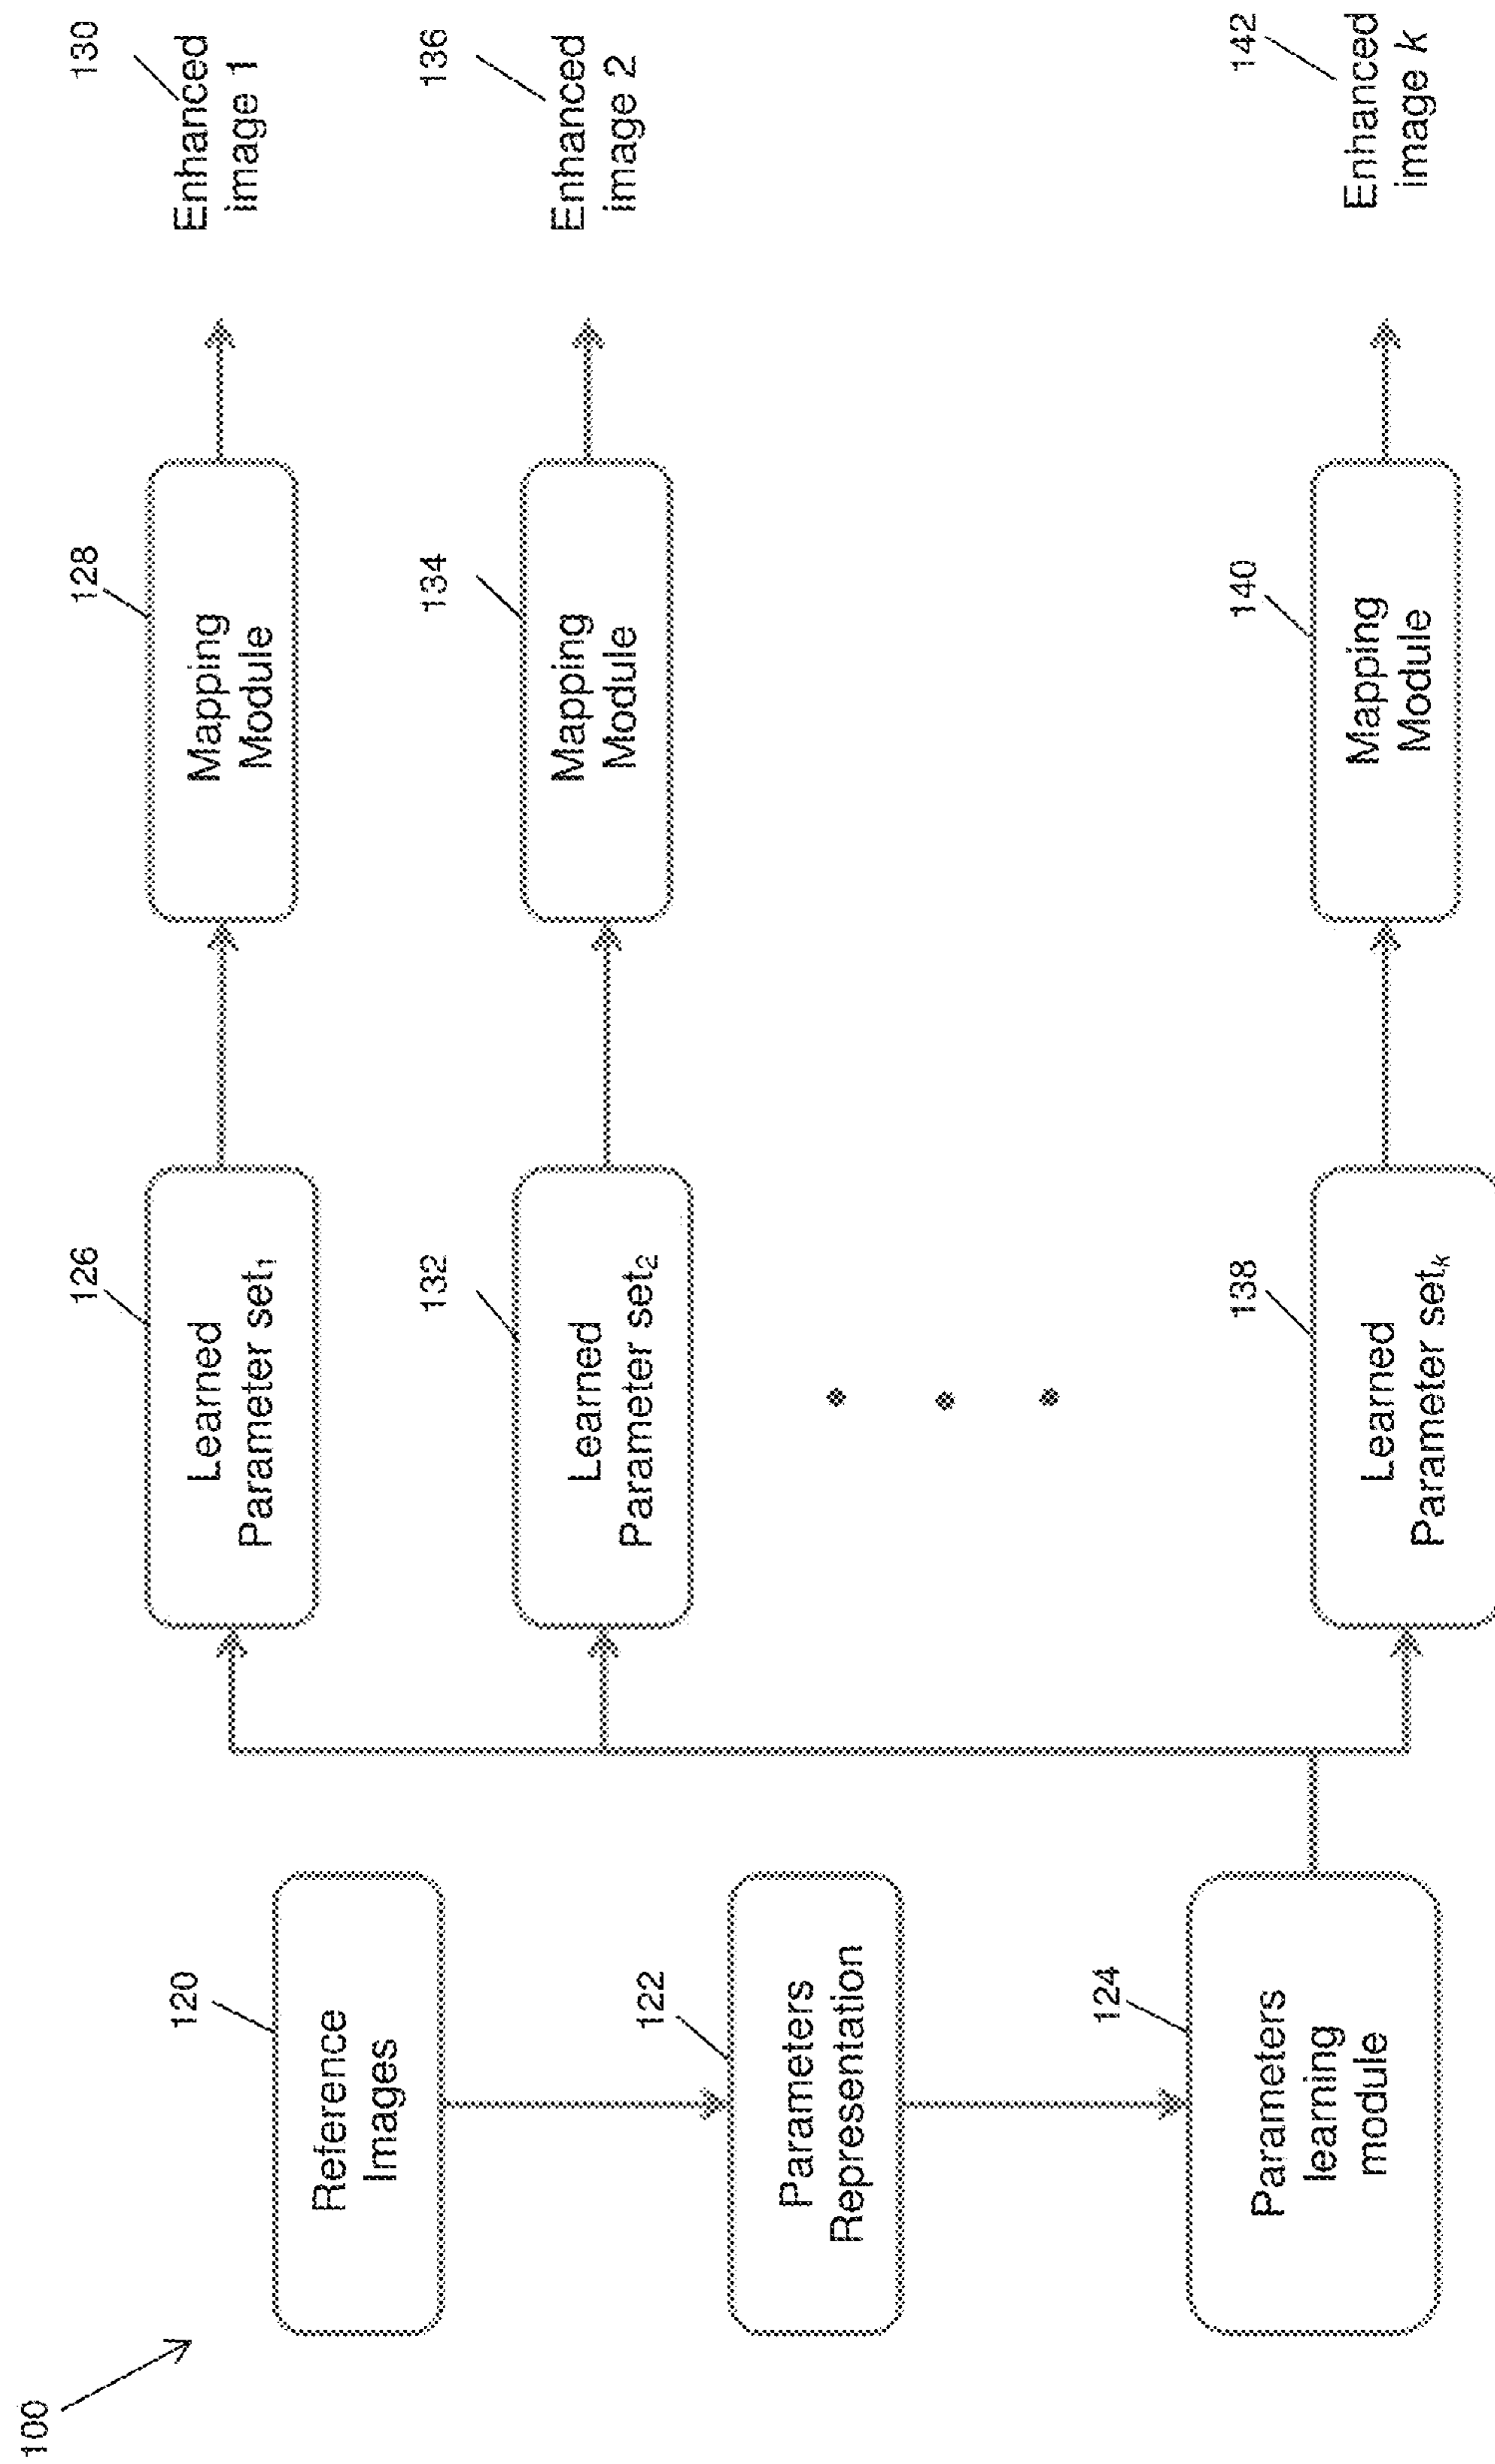 100
120
Reference
Images
122
Parameters
Representation
124
Parameters
learning
module
126
Learned
Parameter set₁
128
Mapping
Module
130
Enhanced
image 1
132
Learned
Parameter set₂
134
Mapping
Module
136
Enhanced
image 2
138
Learned
Parameter setₖ
140
Mapping
Module
142
Enhanced
image k